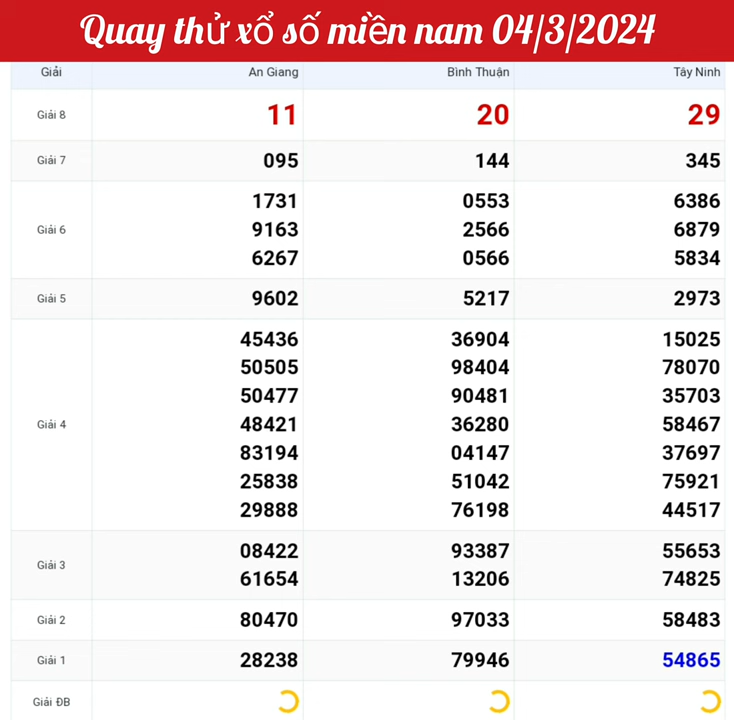 Quay thử xổ số miền nam 04/3/2024
Giải An Giang Bình Thuận Tây Ninh
Giải 8 11 20 29
Giải 7 095 144 345
1731 0553 6386
Giải 6 9163 2566 6879
6267 0566 5834
Giải 5 9602 5217 2973
45436 36904 15025
50505 98404 78070
50477 90481 35703
Giải 4 48421 36280 58467
83194 04147 37697
25838 51042 75921
29888 76198 44517
08422 93387 55653
Giải 3
61654 13206 74825
Giải 2 80470 97033 58483
Giải 1 28238 79946 54865
Giải ĐB